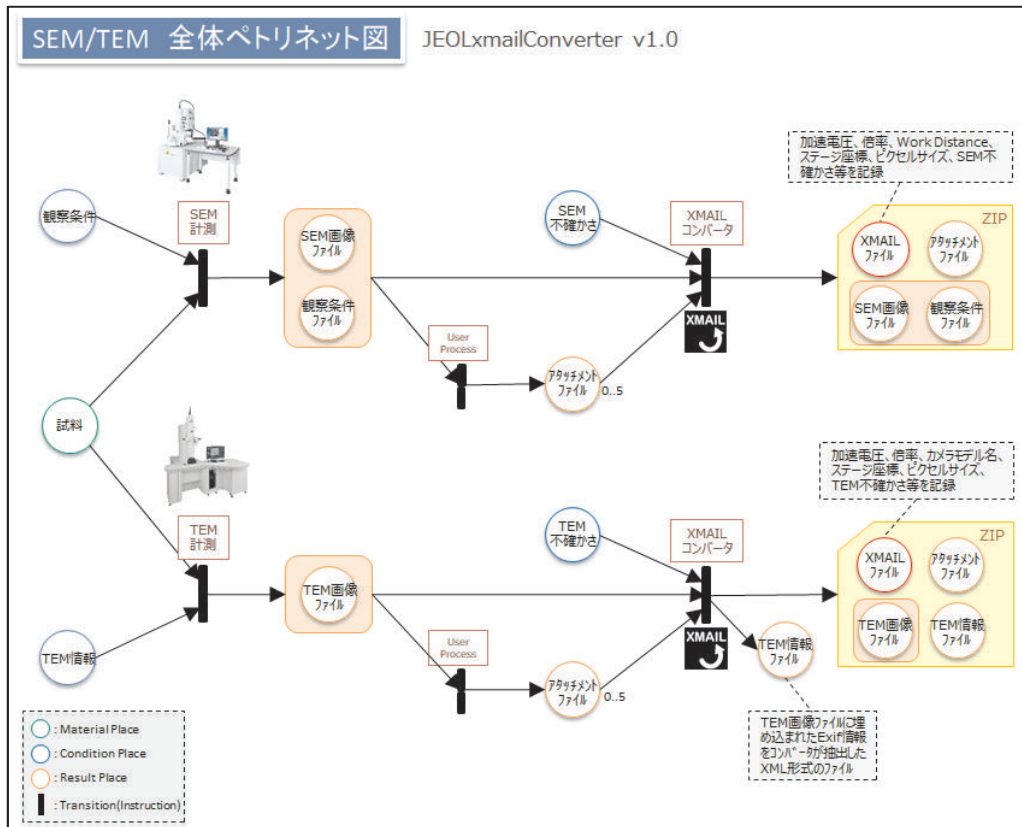 SEM/TEM 全体ペトリネット図
JEOLxmailConverter v1.0
加速電圧、倍率、Work Distance、
ステージ座標、ピクセルサイズ、SEM不
確かさ等を記録
観察条件
SEM
計測
SEM画像
ファイル
観察条件
ファイル
SEM
不確かさ
XMAIL
コンバータ
XMAIL
User
Process
アタッチメント
ファイル
0..5
ZIP
XMAIL
ファイル
アタッチメント
ファイル
SEM画像
ファイル
観察条件
ファイル
試料
加速電圧、倍率、カメラモデル名、
ステージ座標、ピクセルサイズ、
TEM不確かさ等を記録
TEM
計測
TEM情報
TEM画像
ファイル
TEM
不確かさ
XMAIL
コンバータ
XMAIL
User
Process
アタッチメント
ファイル
0..5
TEM情報
ファイル
ZIP
XMAIL
ファイル
アタッチメント
ファイル
TEM画像
ファイル
TEM情報
ファイル
TEM画像ファイルに埋
め込まれたExif情報
をコンバータが抽出した
XML形式のファイル
: Material Place
: Condition Place
: Result Place
: Transition(Instruction)